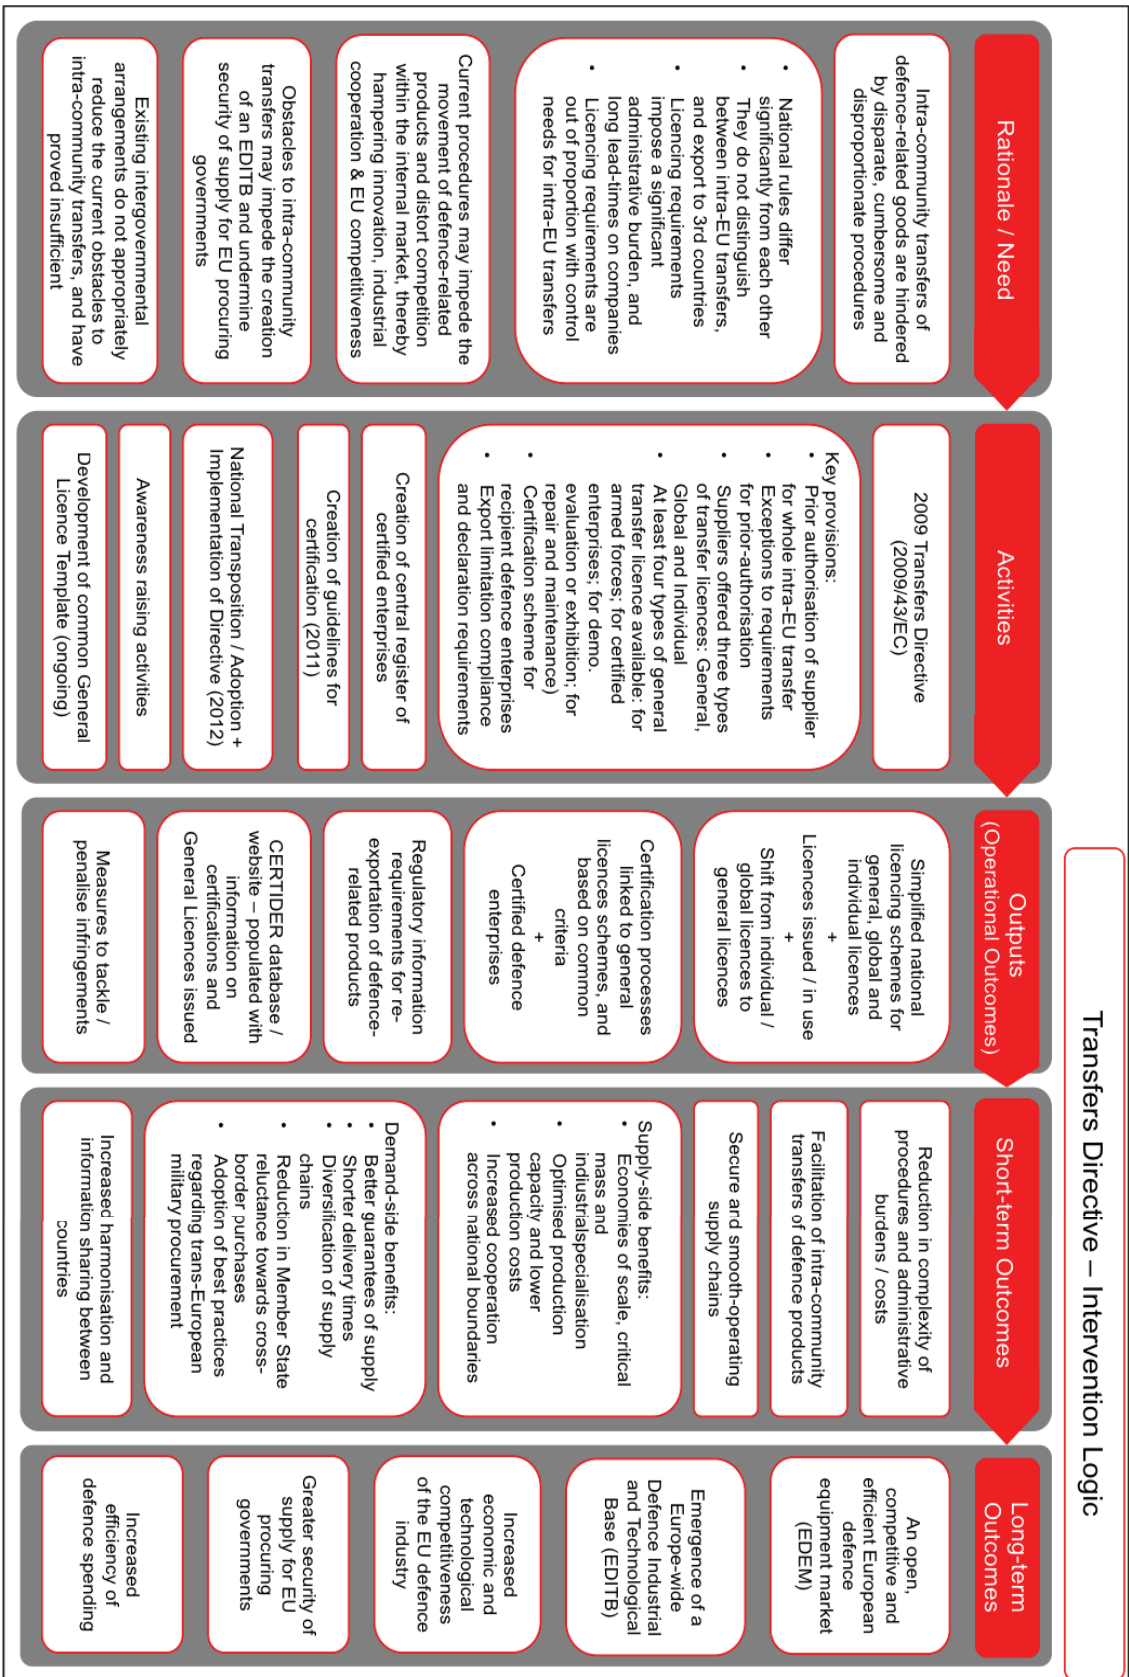 Transfers Directive – Intervention Logic
Rationale / Need
Intra-community transfers of
defence-related goods are hindered
by disparate, cumbersome and
disproportionate procedures
• National rules differ
significantly from each other
• They do not distinguish
between intra-EU transfers,
and export to 3rd countries
• Licencing requirements
impose a significant
administrative burden, and
long lead-times on companies
• Licencing requirements are
out of proportion with control
needs for intra-EU transfers
Current procedures may impede the
movement of defence-related
products and distort competition
within the internal market, thereby
hampering innovation, industrial
cooperation & EU competitiveness
Obstacles to intra-community
transfers may impede the creation
of an EDITB and undermine
security of supply for EU procuring
governments
Existing intergovernmental
arrangements do not appropriately
reduce the current obstacles to
intra-community transfers, and have
proved insufficient
Activities
2009 Transfers Directive
(2009/43/EC)
Key provisions:
• Prior authorisation of supplier
for whole intra-EU transfer
• Exceptions to requirements
for prior-authorisation
• Suppliers offered three types
of transfer licences: General,
Global and Individual
• At least four types of general
transfer licence available: for
armed forces; for certified
enterprises; for demo.
evaluation or exhibition; for
repair and maintenance)
• Certification scheme for
recipient defence enterprises
• Export limitation compliance
and declaration requirements
Creation of central register of
certified enterprises
Creation of guidelines for
certification (2011)
National Transposition / Adoption +
Implementation of Directive (2012)
Awareness raising activities
Development of common General
Licence Template (ongoing)
Outputs
(Operational Outcomes)
Simplified national
licencing schemes for
general, global and
individual licences
+
Licences issued / in use
+
Shift from individual /
global licences to
general licences
Certification processes
linked to general
licences schemes, and
based on common
criteria
+
Certified defence
enterprises
Regulatory information
requirements for re-
exportation of defence-
related products
CERTIDER database /
website – populated with
information on
certifications and
General Licences issued
Measures to tackle /
penalise infringements
Short-term Outcomes
Reduction in complexity of
procedures and administrative
burdens / costs
Facilitation of intra-community
transfers of defence products
Secure and smooth-operating
supply chains
Supply-side benefits:
• Economies of scale, critical
mass and
industrialspecialisation
• Optimised production
capacity and lower
production costs
• Increased cooperation
across national boundaries
Demand-side benefits:
• Better guarantees of supply
• Shorter delivery times
• Diversification of supply
chains
• Reduction in Member State
reluctance towards cross-
border purchases
• Adoption of best practices
regarding trans-European
military procurement
Increased harmonisation and
information sharing between
countries
Long-term
Outcomes
An open,
competitive and
efficient European
defence
equipment market
(EDEM)
Emergence of a
Europe-wide
Defence Industrial
and Technological
Base (EDITB)
Increased
economic and
technological
competitiveness
of the EU defence
industry
Greater security of
supply for EU
procuring
governments
Increased
efficiency of
defence spending